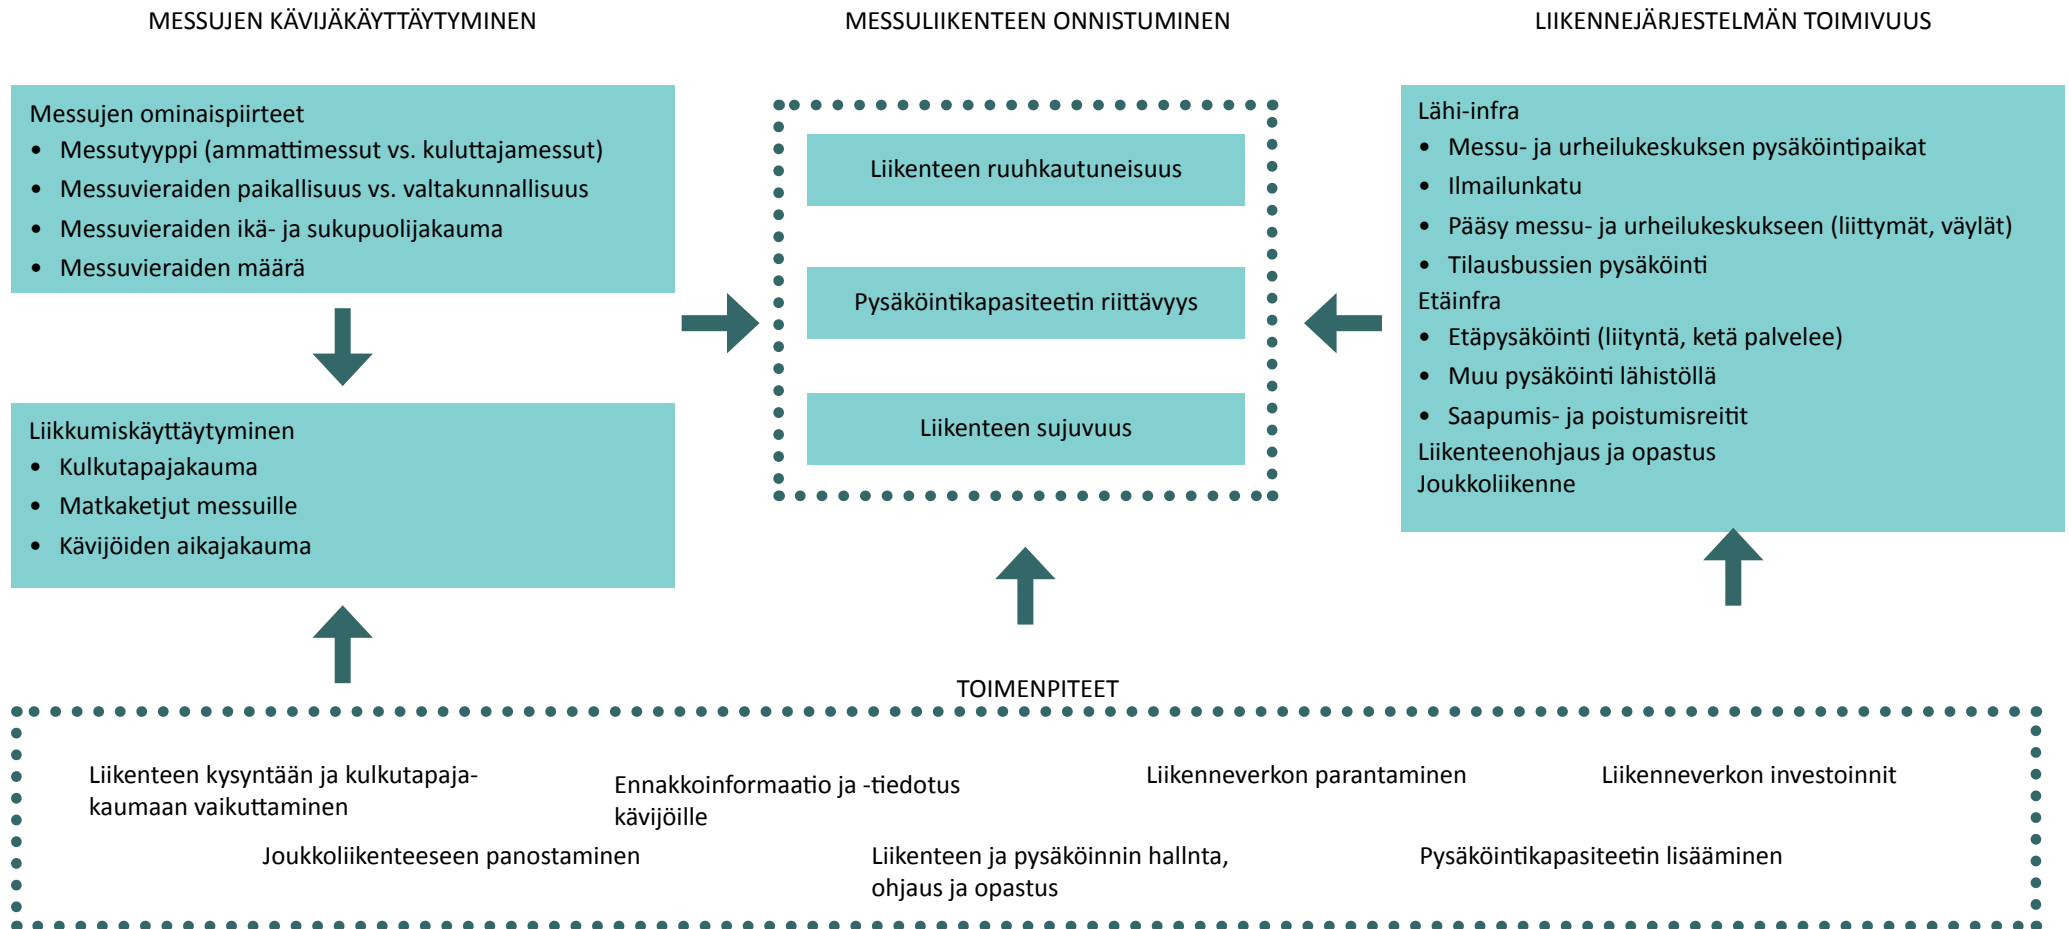 MESSUJEN KÄVIJÄKÄYTTÄYTYMINEN
Messujen ominaispiirteet
• Messutyyppi (ammattimessut vs. kuluttajamessut)
• Messuvieraiden paikallisuus vs. valtakunnallisuus
• Messuvieraiden ikä- ja sukupuolijakauma
• Messuvieraiden määrä
Liikkumiskäyttäytyminen
• Kulkutapajakauma
• Matkaketjut messuille
• Kävijöiden aikajakauma
MESSULIIKENTEEN ONNISTUMINEN
Liikenteen ruuhkautuneisuus
Pysäköintikapasiteetin riittävyys
Liikenteen sujuvuus
LIIKENNEJÄRJESTELMÄN TOIMIVUUS
Lähi-infra
• Messu- ja urheilukeskuksen pysäköintipaikat
• Ilmailunkatu
• Pääsy messu- ja urheilukeskukseen (liittymät, väylät)
• Tilausbussien pysäköinti
Etäinfra
• Etäpysäköinti (liityntä, ketä palvelee)
• Muu pysäköinti lähistöllä
• Saapumis- ja poistumisreitit
Liikenteenohjaus ja opastus
Joukkoliikenne
TOIMENPITEET
Liikenteen kysyntään ja kulkutapaja-
kaumaan vaikuttaminen
Ennakkoinformaatio ja -tiedotus
kävijöille
Liikenneverkon parantaminen
Liikenneverkon investoinnit
Joukkoliikenteeseen panostaminen
Liikenteen ja pysäköinnin hallnta,
ohjaus ja opastus
Pysäköintikapasiteetin lisääminen